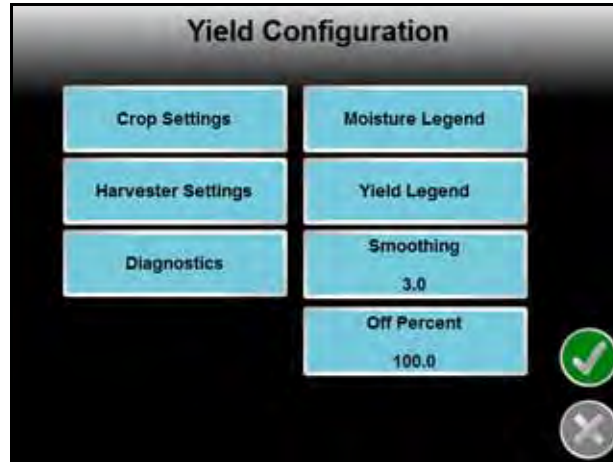 Yield Configuration
Crop Settings
Moisture Legend
Harvester Settings
Yield Legend
Diagnostics
Smoothing
3.0
Off Percent
100.0